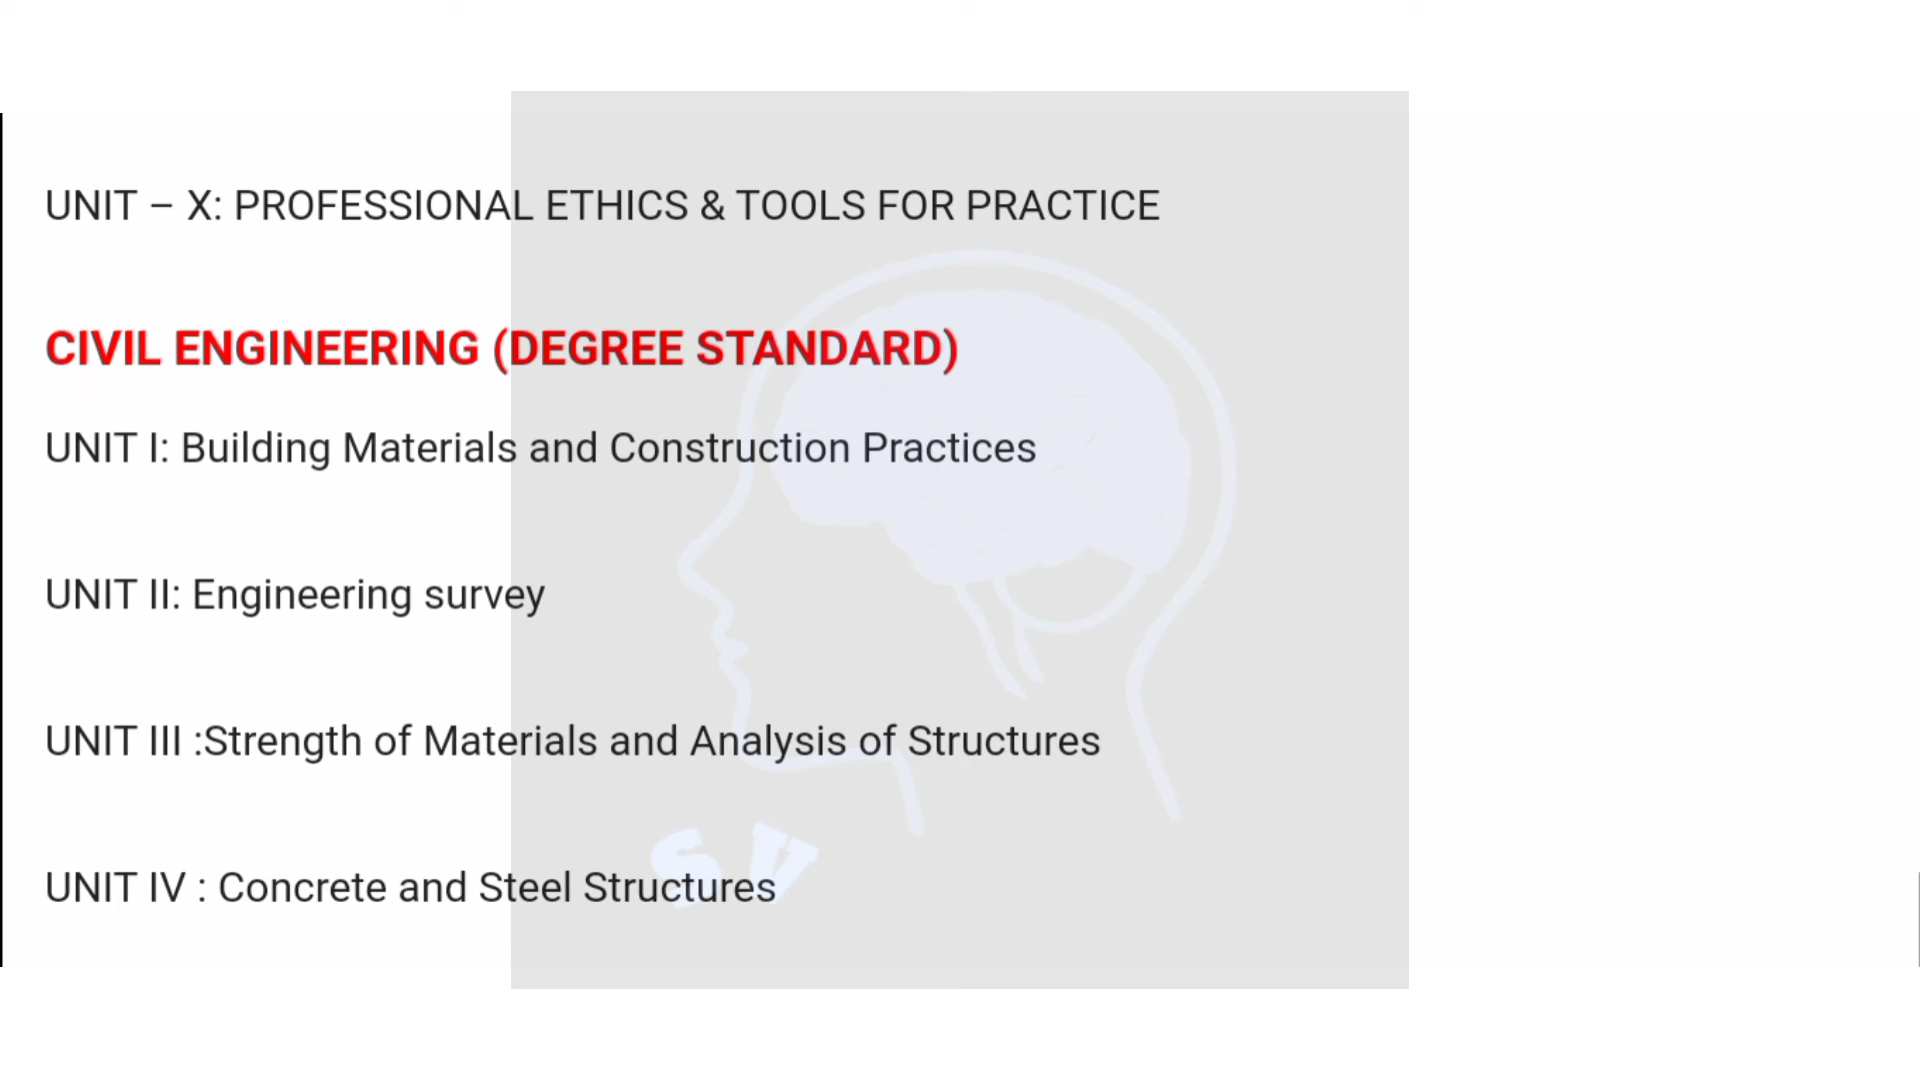 UNIT – X: PROFESSIONAL ETHICS & TOOLS FOR PRACTICE
CIVIL ENGINEERING (DEGREE STANDARD)
UNIT I: Building Materials and Construction Practices
UNIT II: Engineering survey
UNIT III :Strength of Materials and Analysis of Structures
UNIT IV : Concrete and Steel Structures
S A